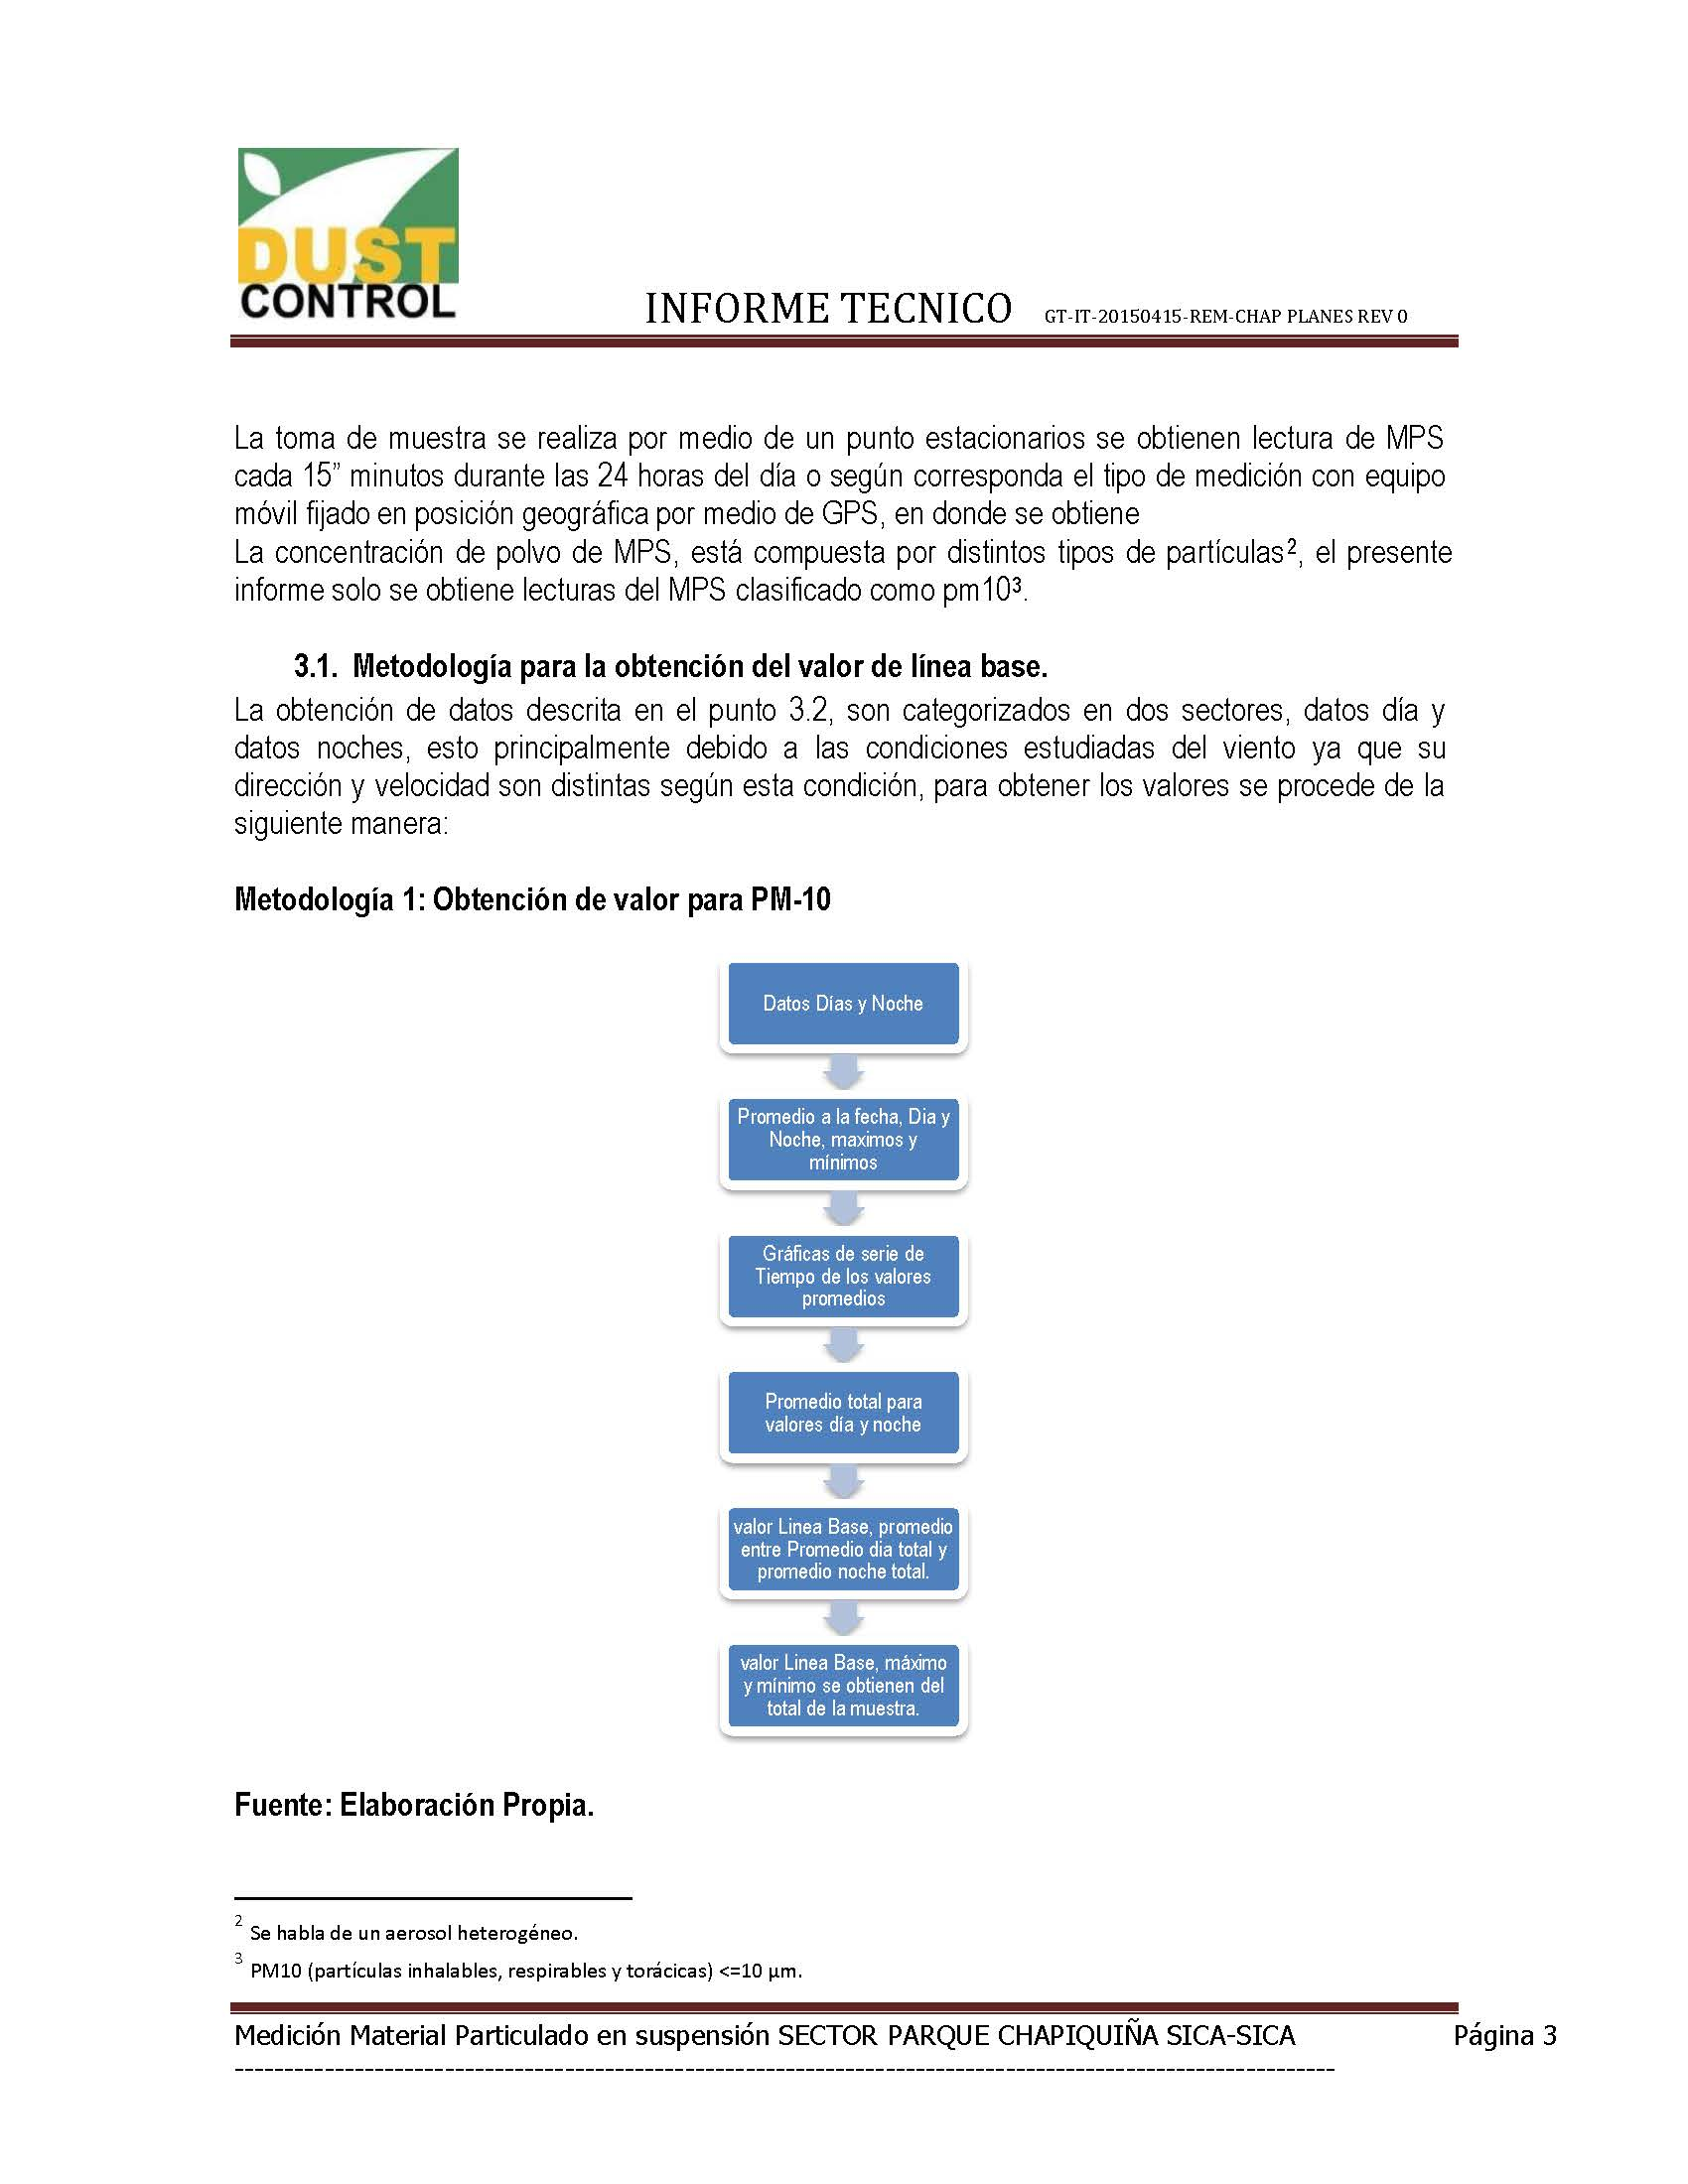 DUST
CONTROL
INFORME TECNICO GT-IT-20150415-REM-CHAP PLANES REV 0
La toma de muestra se realiza por medio de un punto estacionarios se obtienen lectura de MPS
cada 15” minutos durante las 24 horas del día o según corresponda el tipo de medición con equipo
móvil fijado en posición geográfica por medio de GPS, en donde se obtiene
La concentración de polvo de MPS, está compuesta por distintos tipos de partículas², el presente
informe solo se obtiene lecturas del MPS clasificado como pm10³.
3.1. Metodología para la obtención del valor de línea base.
La obtención de datos descrita en el punto 3.2, son categorizados en dos sectores, datos día y
datos noches, esto principalmente debido a las condiciones estudiadas del viento ya que su
dirección y velocidad son distintas según esta condición, para obtener los valores se procede de la
siguiente manera:
Metodología 1: Obtención de valor para PM-10
Datos Días y Noche
Promedio a la fecha, Dia y
Noche, maximos y
mínimos
Gráficas de serie de
Tiempo de los valores
promedios
Promedio total para
valores día y noche
valor Linea Base, promedio
entre Promedio dia total y
promedio noche total.
valor Linea Base, máximo
y mínimo se obtienen del
total de la muestra.
Fuente: Elaboración Propia.
² Se habla de un aerosol heterogéneo.
³ PM10 (partículas inhalables, respirables y torácicas) <=10 µm.
Medición Material Particulado en suspensión SECTOR PARQUE CHAPIQUIÑA SICA-SICA Página 3
--------------------------------------------------------------------------------------------------------------